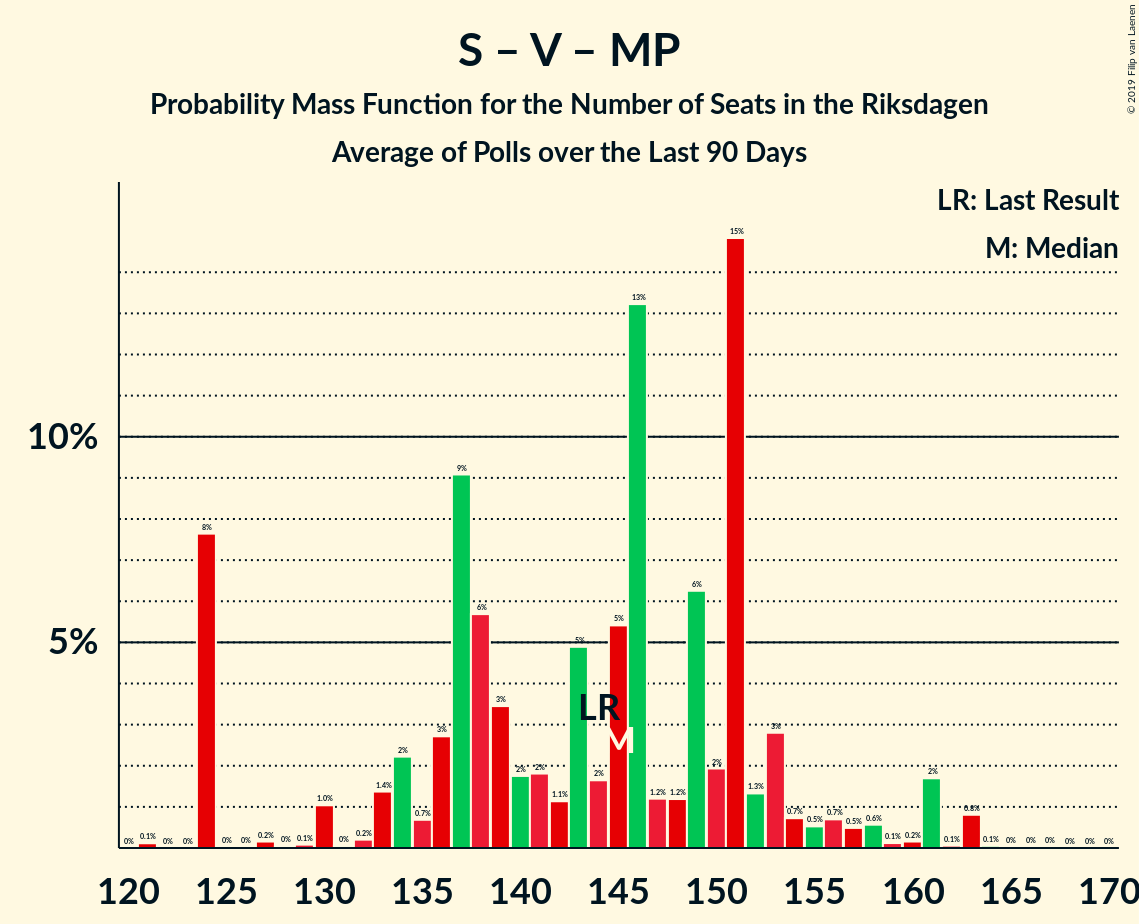 S – V – MP
Probability Mass Function for the Number of Seats in the Riksdagen
Average of Polls over the Last 90 Days
© 2019 Filip van Laenen
LR: Last Result
M: Median
10%
5%
0% 0.1% 0% 0% 8% 0% 0% 0.2% 0% 0.1% 1.0% 0% 0.2% 1.4% 2% 0.7% 3% 9% 6% 3% 2% 2% 1.1% 5% 2% 5% 13% 1.2% 1.2% 6% 2% 15% 1.3% 3% 0.7% 0.5% 0.7% 0.5% 0.6% 0.1% 0.2% 2% 0.1% 0.8% 0.1% 0% 0% 0% 0% 0% 0%
LR
M
120 125 130 135 140 145 150 155 160 165 170